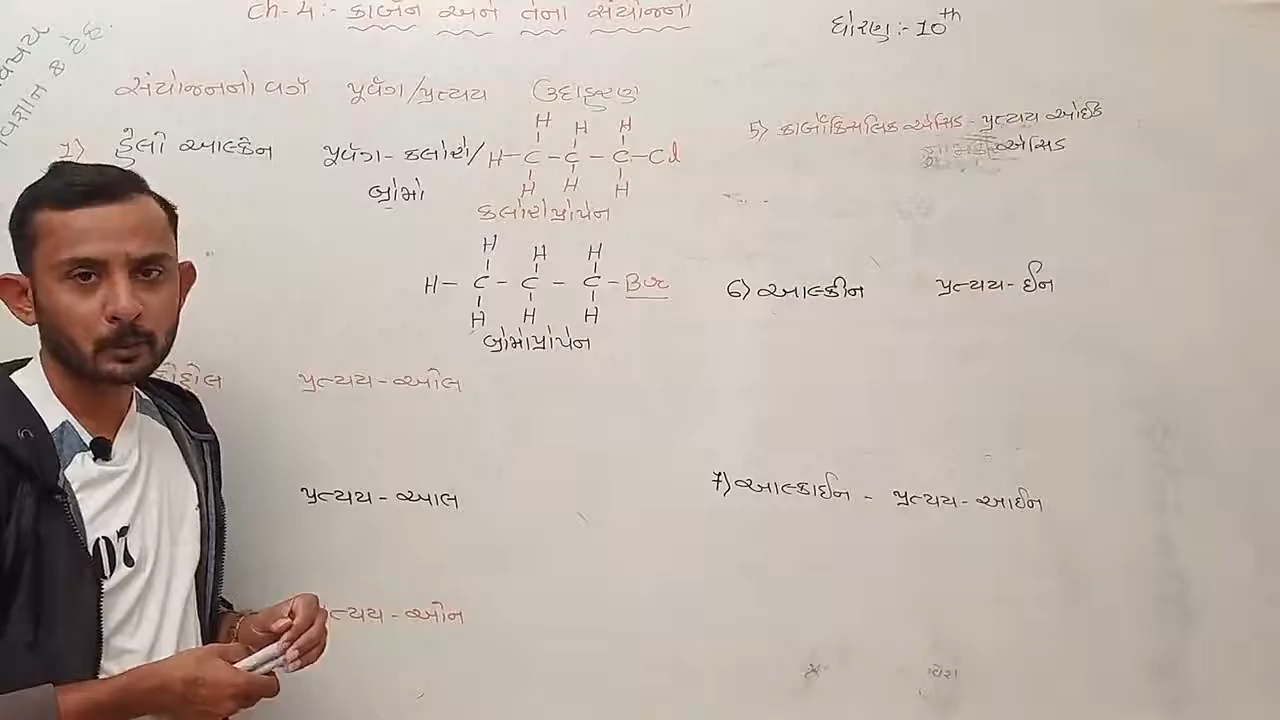 Ch-4:- કાર્બન અને તેના સંયોજનો
ધોરણ:-10th
વિષય
વિજ્ઞાન &
સંયોજનનો વર્ગ પૂર્વગ/પ્રત્યય ઉદાહરણ
1) હેલો આલ્કેન પૂર્વગ-ક્લોરો/
બ્રોમો
H H H
H-C-C-C-Cl
H H H
ક્લોરોપ્રોપેન
H H H
H-C-C-C-Br
H H H
બ્રોમોપ્રોપેન
પ્રત્યય-ઓલ
પ્રત્યય-આલ
ત્યય-ઓન
5) કાર્બોક્સિલિક એસિડ-પ્રત્યય ઓઈક
એસિડ
6) આલ્કીન પ્રત્યય-ઈન
7) આલ્કાઈન - પ્રત્યય-આઈન
07